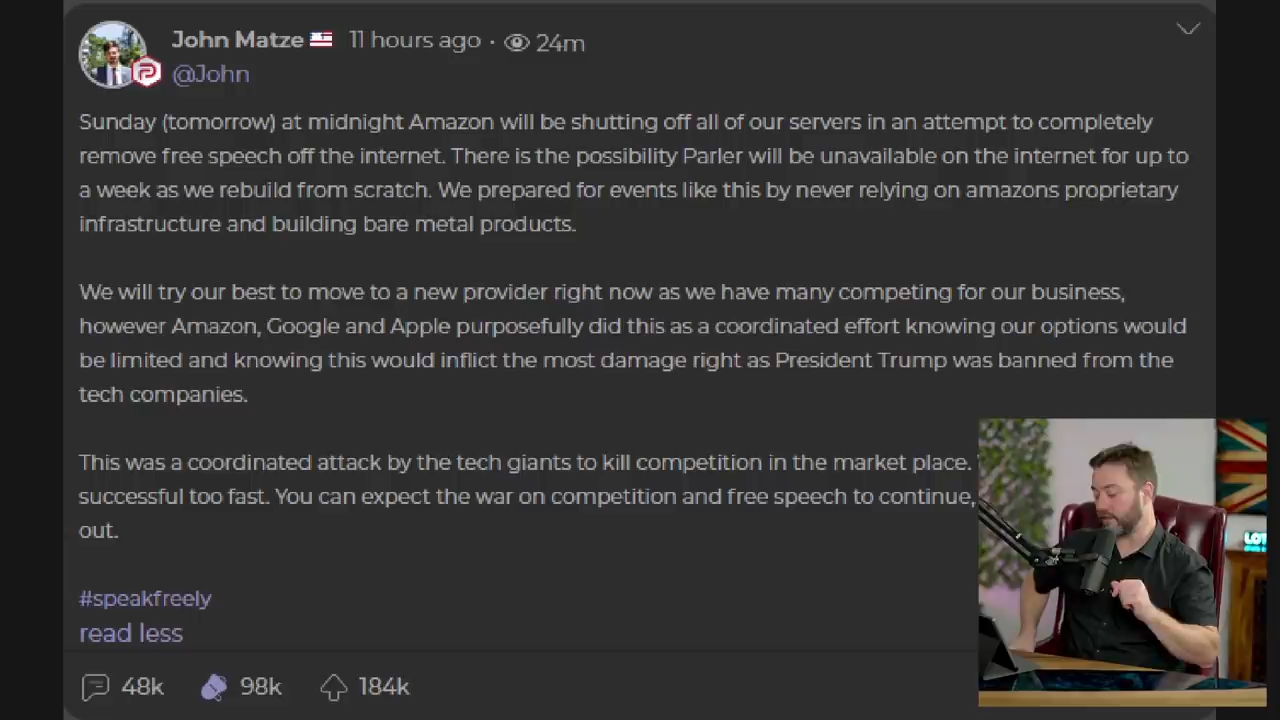 John Matze 11 hours ago · 24m
@John
Sunday (tomorrow) at midnight Amazon will be shutting off all of our servers in an attempt to completely
remove free speech off the internet. There is the possibility Parler will be unavailable on the internet for up to
a week as we rebuild from scratch. We prepared for events like this by never relying on amazons proprietary
infrastructure and building bare metal products.
We will try our best to move to a new provider right now as we have many competing for our business,
however Amazon, Google and Apple purposefully did this as a coordinated effort knowing our options would
be limited and knowing this would inflict the most damage right as President Trump was banned from the
tech companies.
This was a coordinated attack by the tech giants to kill competition in the market place.
successful too fast. You can expect the war on competition and free speech to continue,
out.
#speakfreely
read less
48k 98k 184k